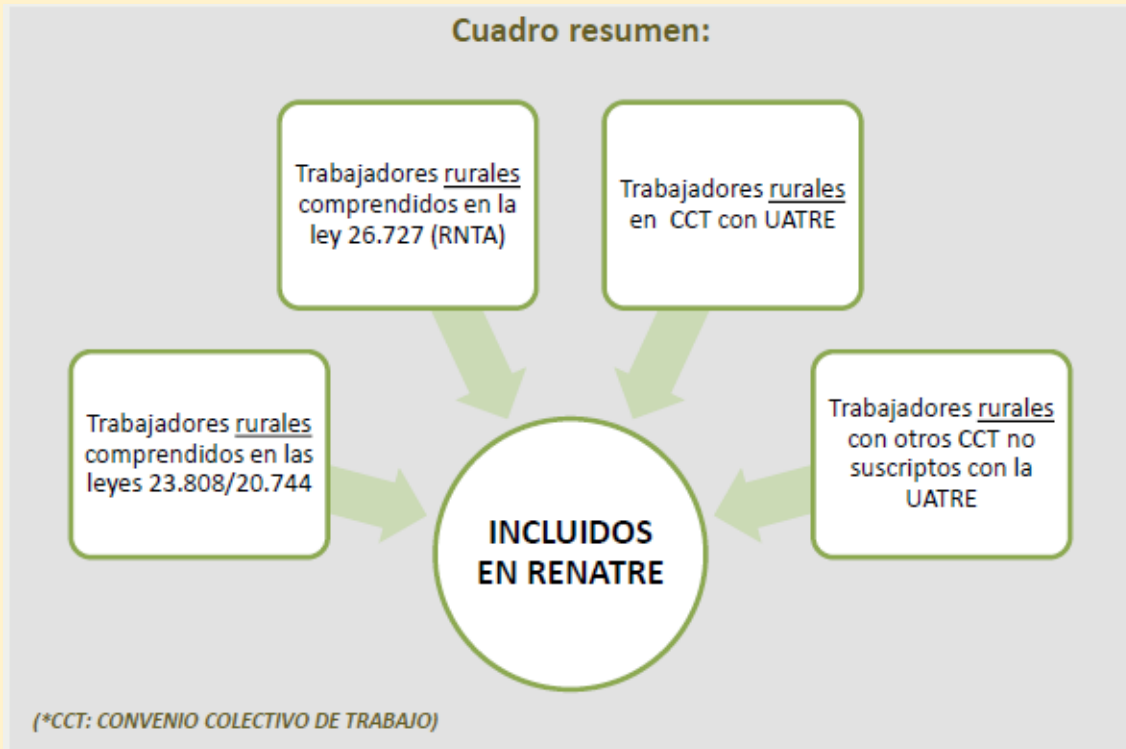 Cuadro resumen:
Trabajadores rurales
comprendidos en la
ley 26.727 (RNTA)
Trabajadores rurales
en CCT con UATRE
Trabajadores rurales
comprendidos en las
leyes 23.808/20.744
Trabajadores rurales
con otros CCT no
suscriptos con la
UATRE
INCLUIDOS
EN RENATRE
(*CCT: CONVENIO COLECTIVO DE TRABAJO)